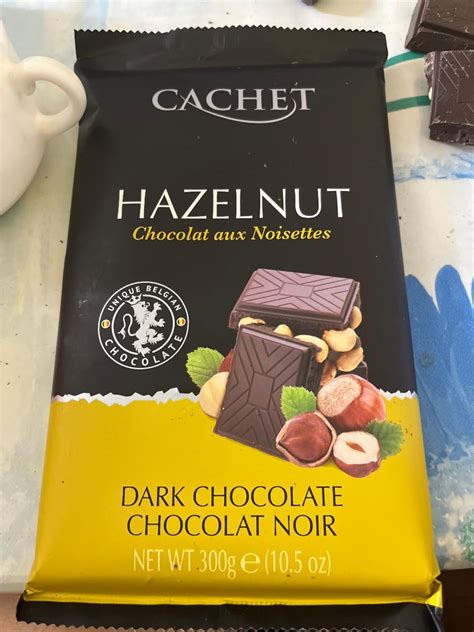 CACHET
HAZELNUT
Chocolat aux Noisettes
UNIQUE BELGIAN
CHOCOLATE
DARK CHOCOLATE
CHOCOLAT NOIR
NET WT 300g ℮ (10.5 oz)